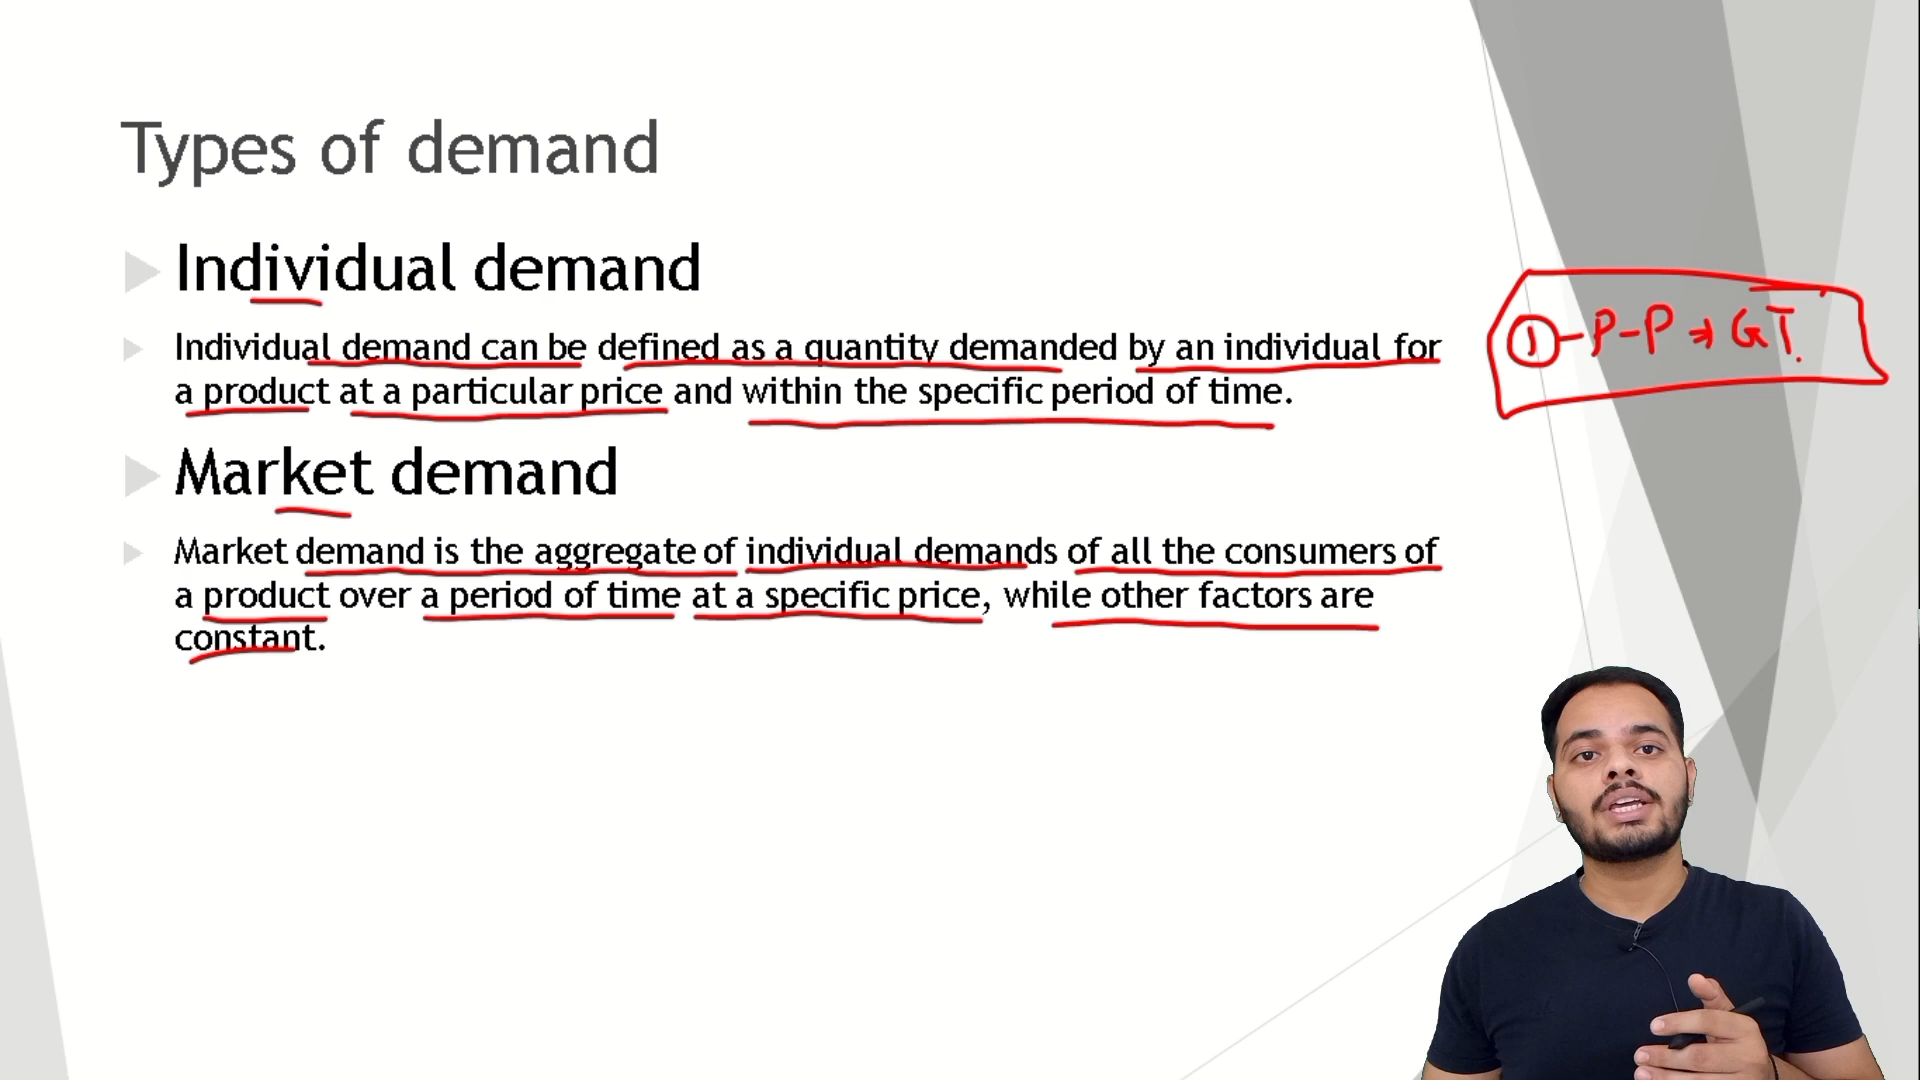 Types of demand
Individual demand
Individual demand can be defined as a quantity demanded by an individual for
a product at a particular price and within the specific period of time.
① - P - P → GT.
Market demand
Market demand is the aggregate of individual demands of all the consumers of
a product over a period of time at a specific price, while other factors are
constant.